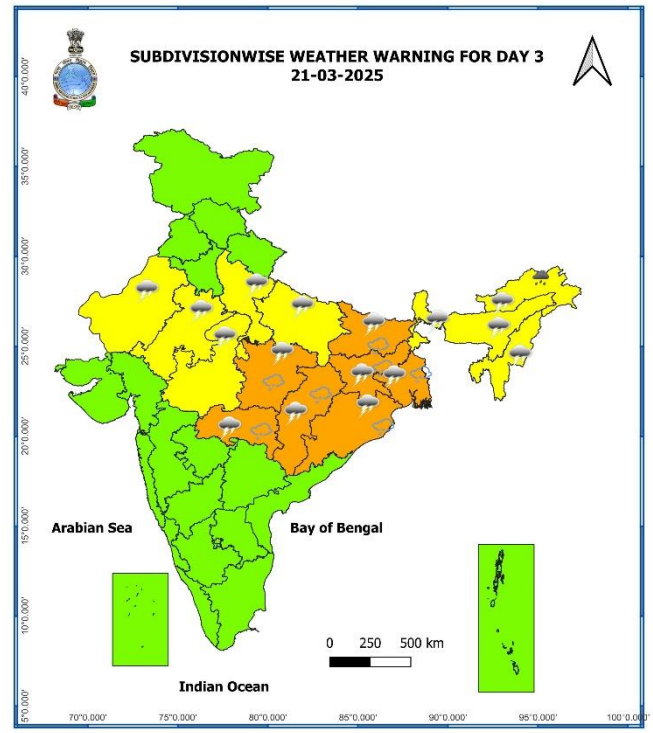 SUBDIVISIONWISE WEATHER WARNING FOR DAY 3
21-03-2025
40°0.000'
35°0.000'
30°0.000'
25°0.000'
20°0.000'
15°0.000'
10°0.000'
5°0.000'
Arabian Sea
Bay of Bengal
0 250 500 km
Indian Ocean
70°0.000' 75°0.000' 80°0.000' 85°0.000' 90°0.000' 95°0.000' 100°0.000'